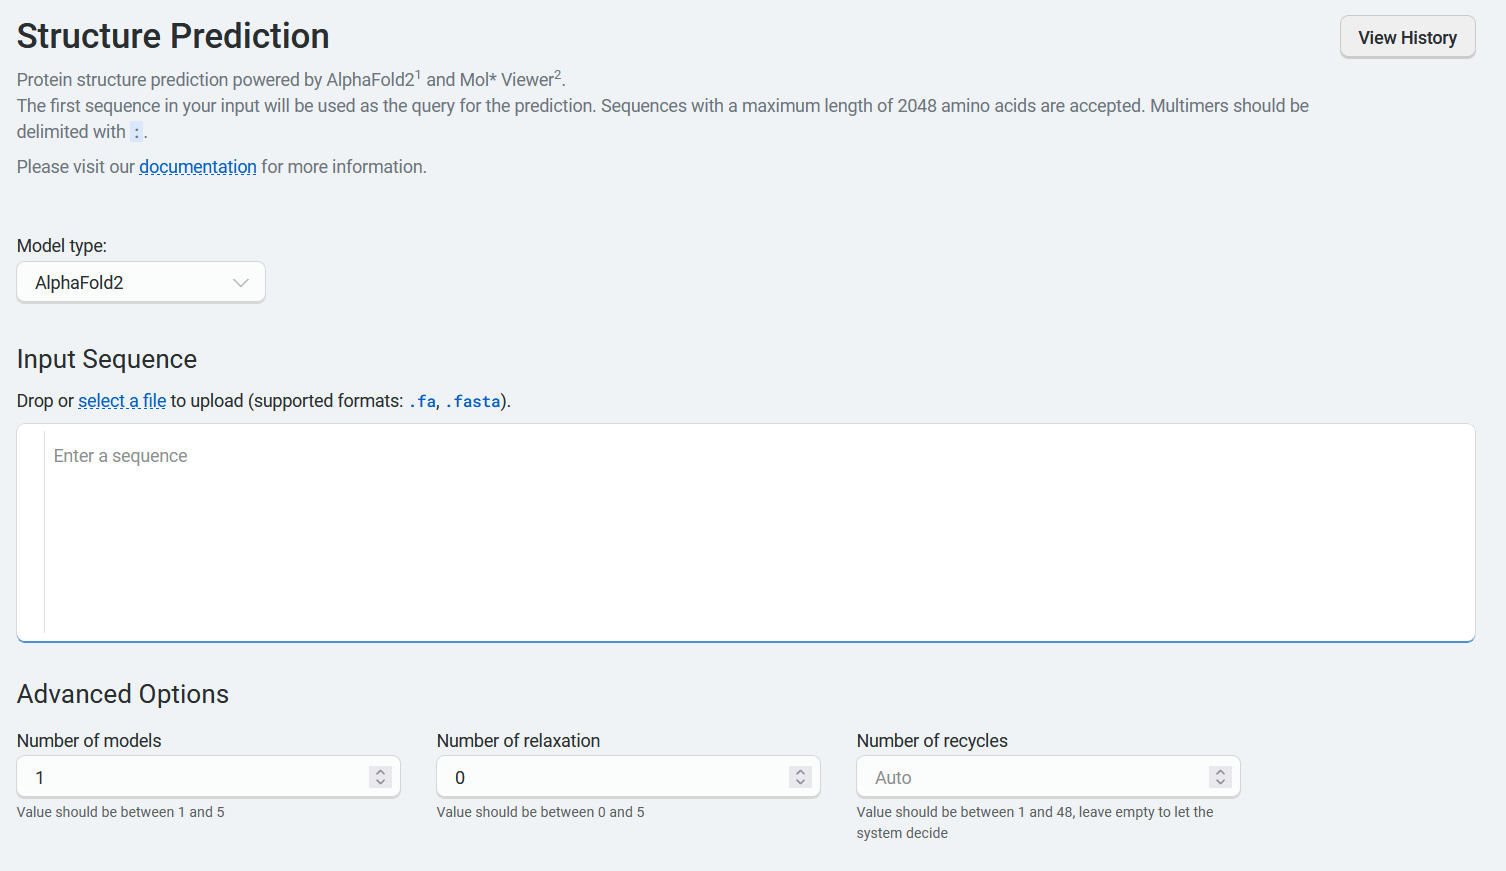 Structure Prediction
View History
Protein structure prediction powered by AlphaFold2¹ and Mol* Viewer².
The first sequence in your input will be used as the query for the prediction. Sequences with a maximum length of 2048 amino acids are accepted. Multimers should be
delimited with :.
Please visit our documentation for more information.
Model type:
AlphaFold2
Input Sequence
Drop or select a file to upload (supported formats: .fa, .fasta).
Enter a sequence
Advanced Options
Number of models
1
Value should be between 1 and 5
Number of relaxation
0
Value should be between 0 and 5
Number of recycles
Auto
Value should be between 1 and 48, leave empty to let the
system decide